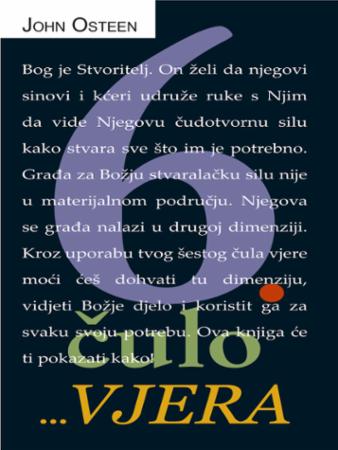 JOHN OSTEEN
Bog je Stvoritelj. On želi da njegovi
sinovi i kćeri udruže ruke s Njim
da vide Njegovu čudotvornu silu
kako stvara sve što im je potrebno.
Građa za Božju stvaralačku silu nije
u materijalnom području. Njegova
se građa nalazi u drugoj dimenziji.
Kroz uporabu tvog šestog čula vjere
moći ćeš dohvati tu dimenziju,
vidjeti Božje djelo i koristit ga za
svaku svoju potrebu. Ova knjiga će
ti pokazati kako!
6.
čulo
...VJERA